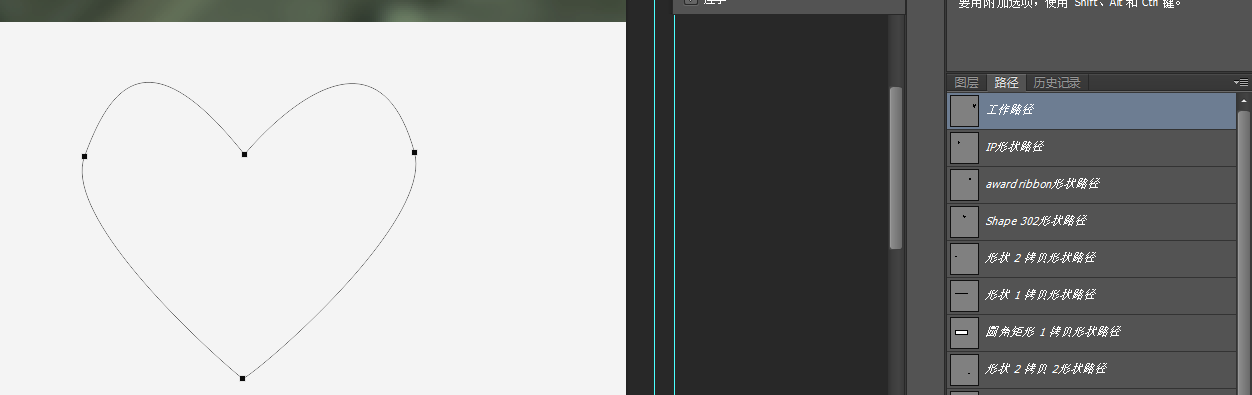 要用附加选项，使用 Shift、Alt 和 Ctrl 键。
图层 路径 历史记录
工作路径
IP形状路径
award ribbon形状路径
Shape 302形状路径
形状 2 拷贝形状路径
形状 1 拷贝形状路径
圆角矩形 1 拷贝形状路径
形状 2 拷贝 2形状路径